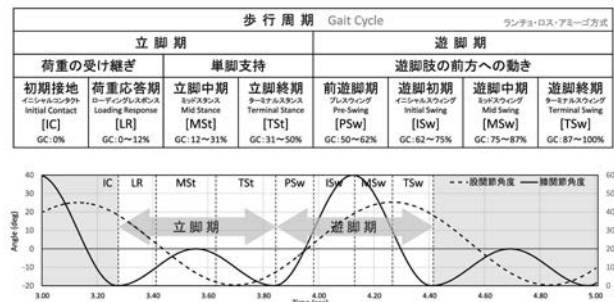 歩行周期 Gait Cycle ランチョ・ロス・アミーゴ方式
立脚期 遊脚期
荷重の受け継ぎ 単脚支持 遊脚肢の前方への動き
初期接地 荷重応答期 立脚中期 立脚終期 前遊脚期 遊脚初期 遊脚中期 遊脚終期
イニシャルコンタクト ローディングレスポンス ミッドスタンス ターミナルスタンス プレスウィング イニシャルスウィング ミッドスウィング ターミナルスウィング
Initial Contact Loading Response Mid Stance Terminal Stance Pre-Swing Initial Swing Mid Swing Terminal Swing
[IC] [LR] [MSt] [TSt] [PSw] [ISw] [MSw] [TSw]
GC:0% GC:0〜12% GC:12〜31% GC:31〜50% GC:50〜62% GC:62〜75% GC:75〜87% GC:87〜100%
40 60
IC LR MSt TSt PSw ISw MSw TSw 股関節角度 膝関節角度
30 50
20 40
立脚期 遊脚期
10 30
0 20
-10 10
-20 0
Angle (deg)
3.00 3.20 3.40 3.60 3.80 4.00 4.20 4.40 4.60 4.80 5.00